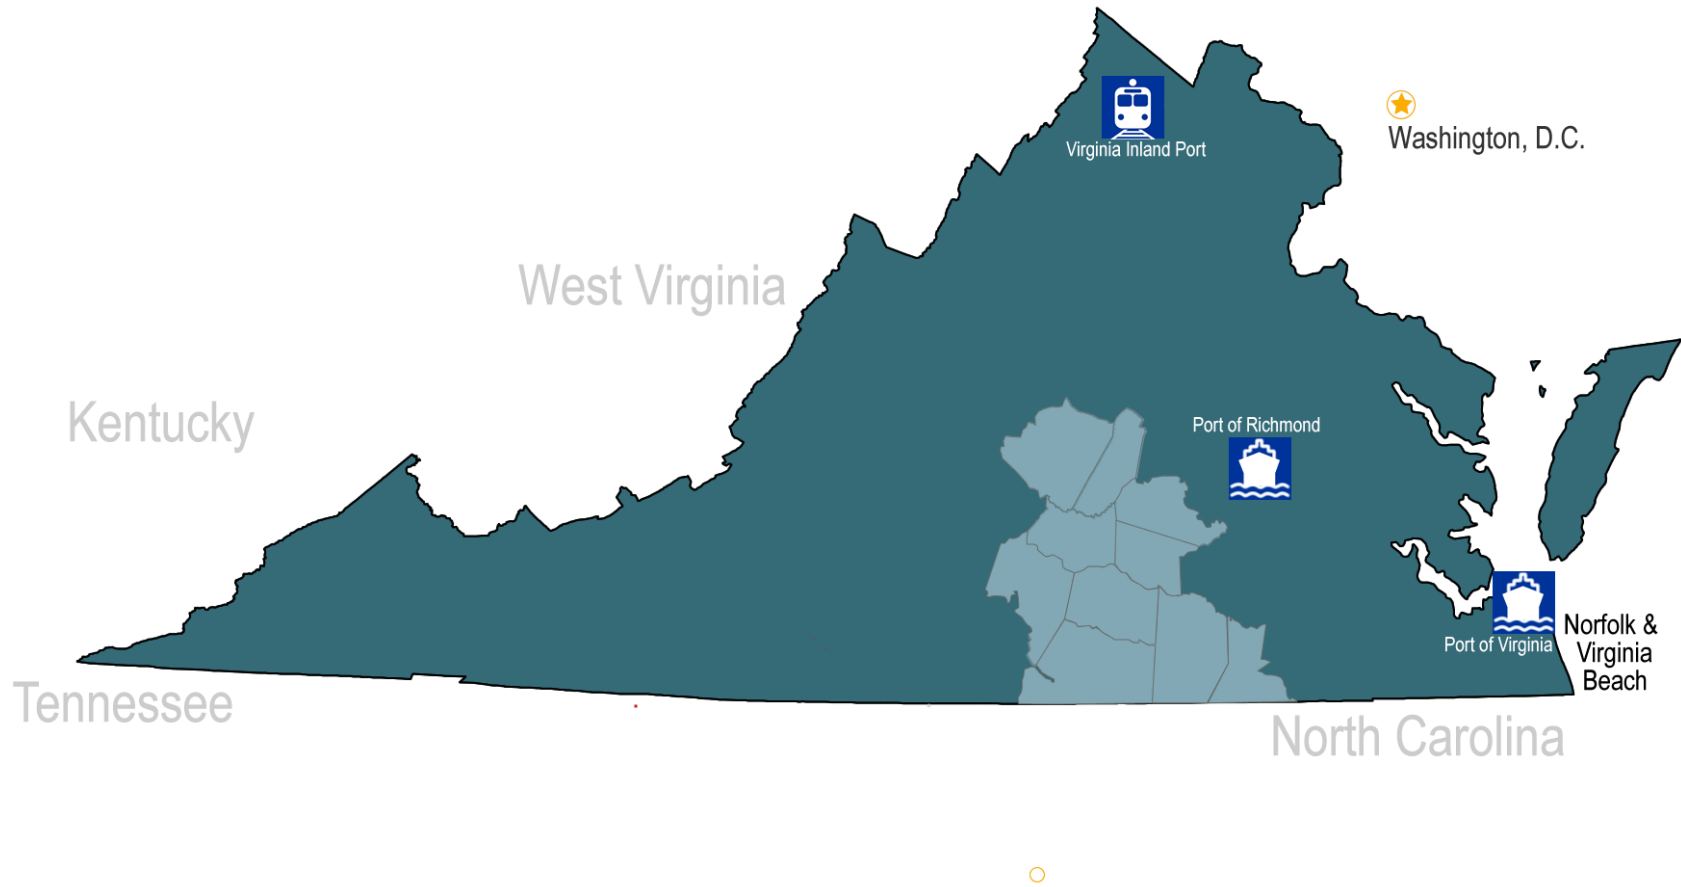 Washington, D.C.
Virginia Inland Port
West Virginia
Kentucky
Port of Richmond
Norfolk &
Virginia
Beach
Port of Virginia
Tennessee
North Carolina